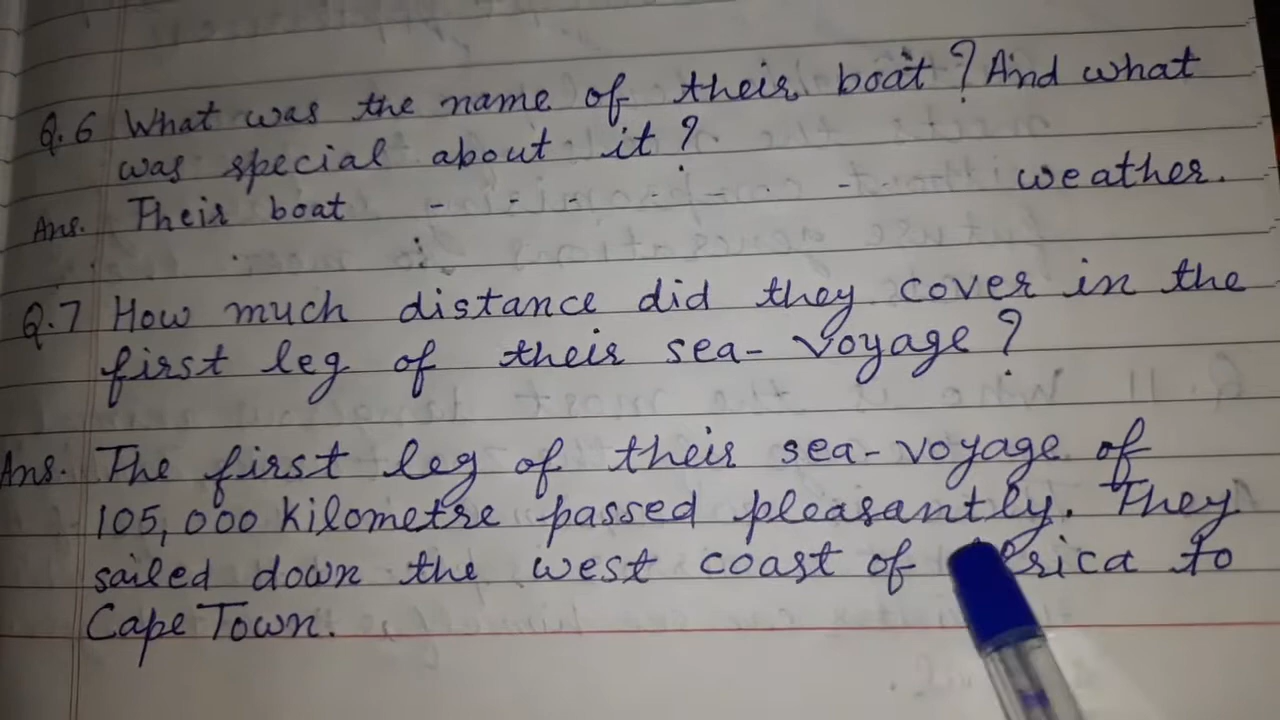 Q.6 What was the name of their boat? And what
was special about it?
Ans. Their boat - - - - - - - weather.
Q.7 How much distance did they cover in the
first leg of their sea-voyage?
Ans. The first leg of their sea-voyage of
105,000 kilometre passed pleasantly. They
sailed down the west coast of to
Cape Town.